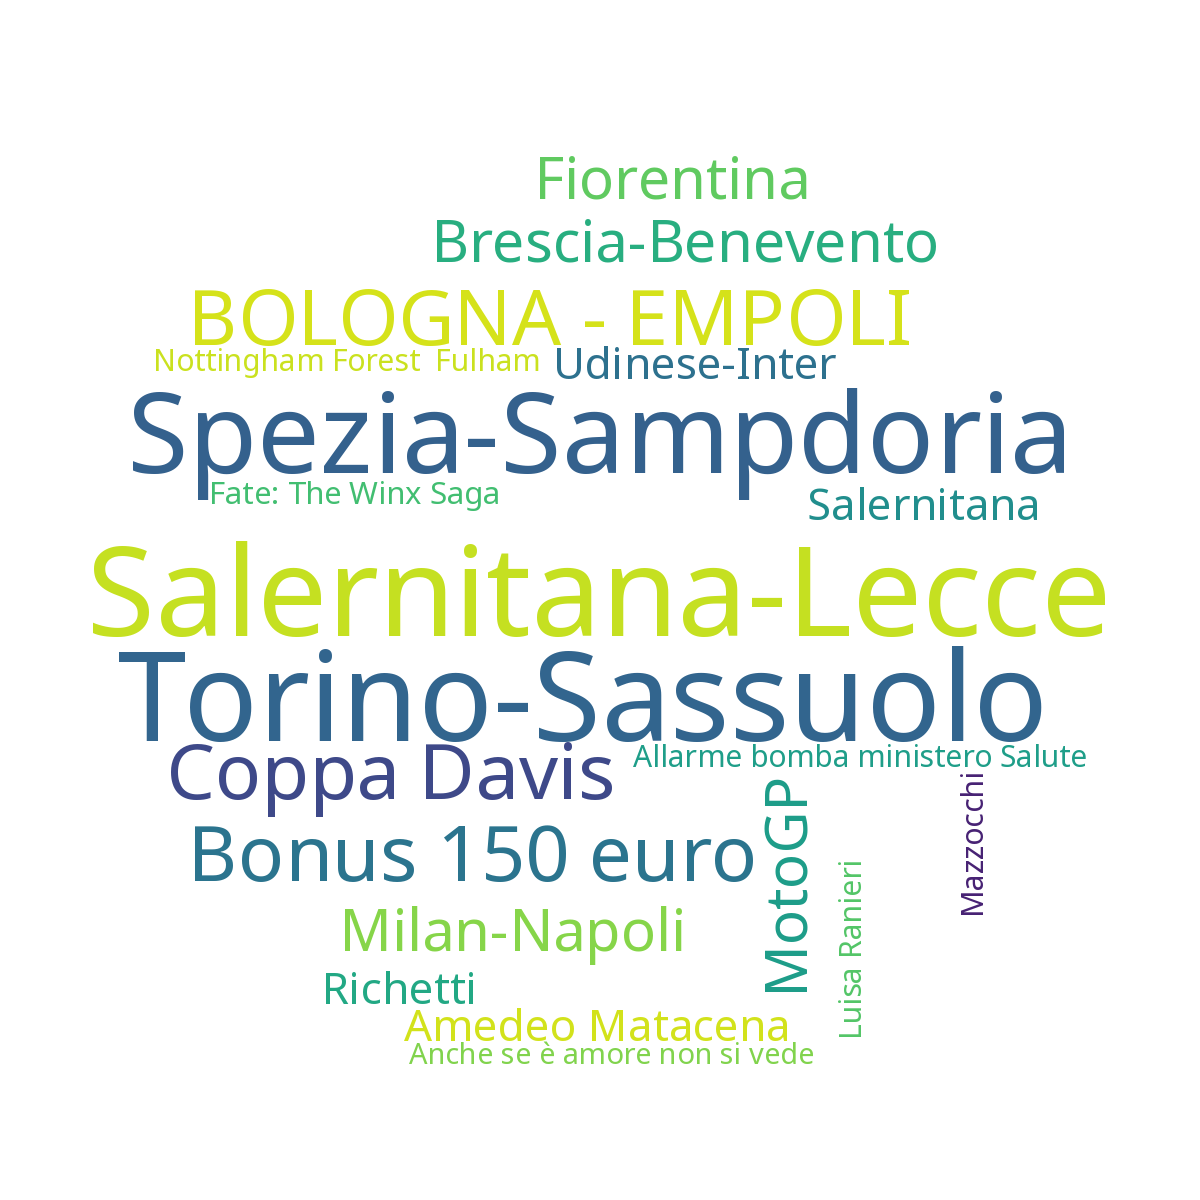 Fiorentina
Brescia-Benevento
BOLOGNA - EMPOLI
Nottingham Forest Fulham
Udinese-Inter
Spezia-Sampdoria
Fate: The Winx Saga
Salernitana
Salernitana-Lecce
Torino-Sassuolo
Coppa Davis
Allarme bomba ministero Salute
Mazzocchi
MotoGP
Bonus 150 euro
Luisa Ranieri
Milan-Napoli
Richetti
Amedeo Matacena
Anche se è amore non si vede